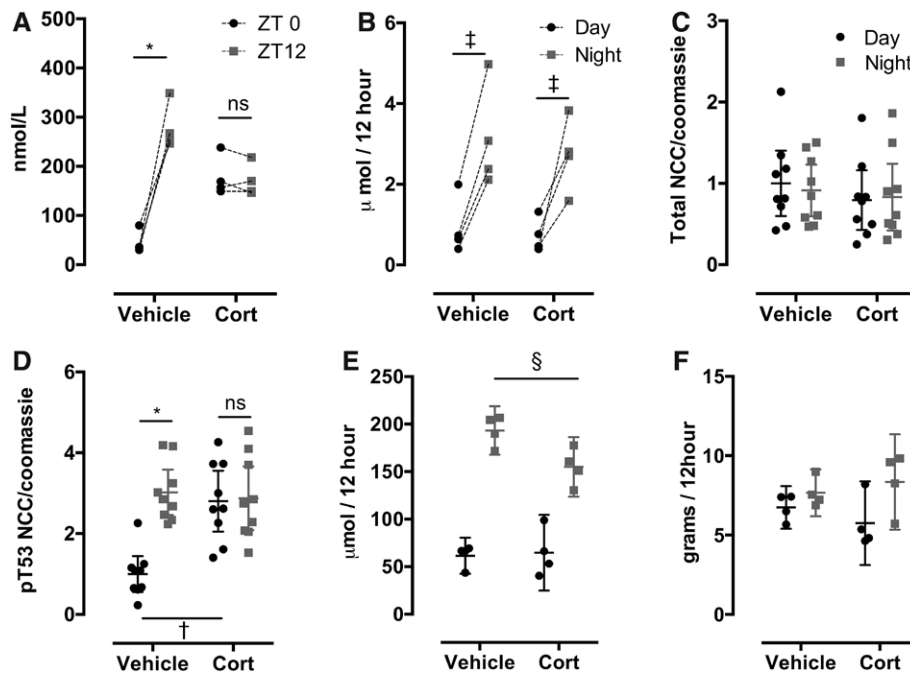 A
nmol/L
500
400
300
200
100
0
ZT 0
ZT12
*
ns
Vehicle
Cort
B
μ mol / 12 hour
6
4
2
0
Day
Night
‡
‡
Vehicle
Cort
C
Total NCC/coomassie
3
2
1
0
Day
Night
Vehicle
Cort
D
pT53 NCC/coomassie
6
4
2
0
*
ns
†
Vehicle
Cort
E
μmol / 12 hour
250
200
150
100
50
0
§
Vehicle
Cort
F
grams / 12hour
15
10
5
0
Vehicle
Cort